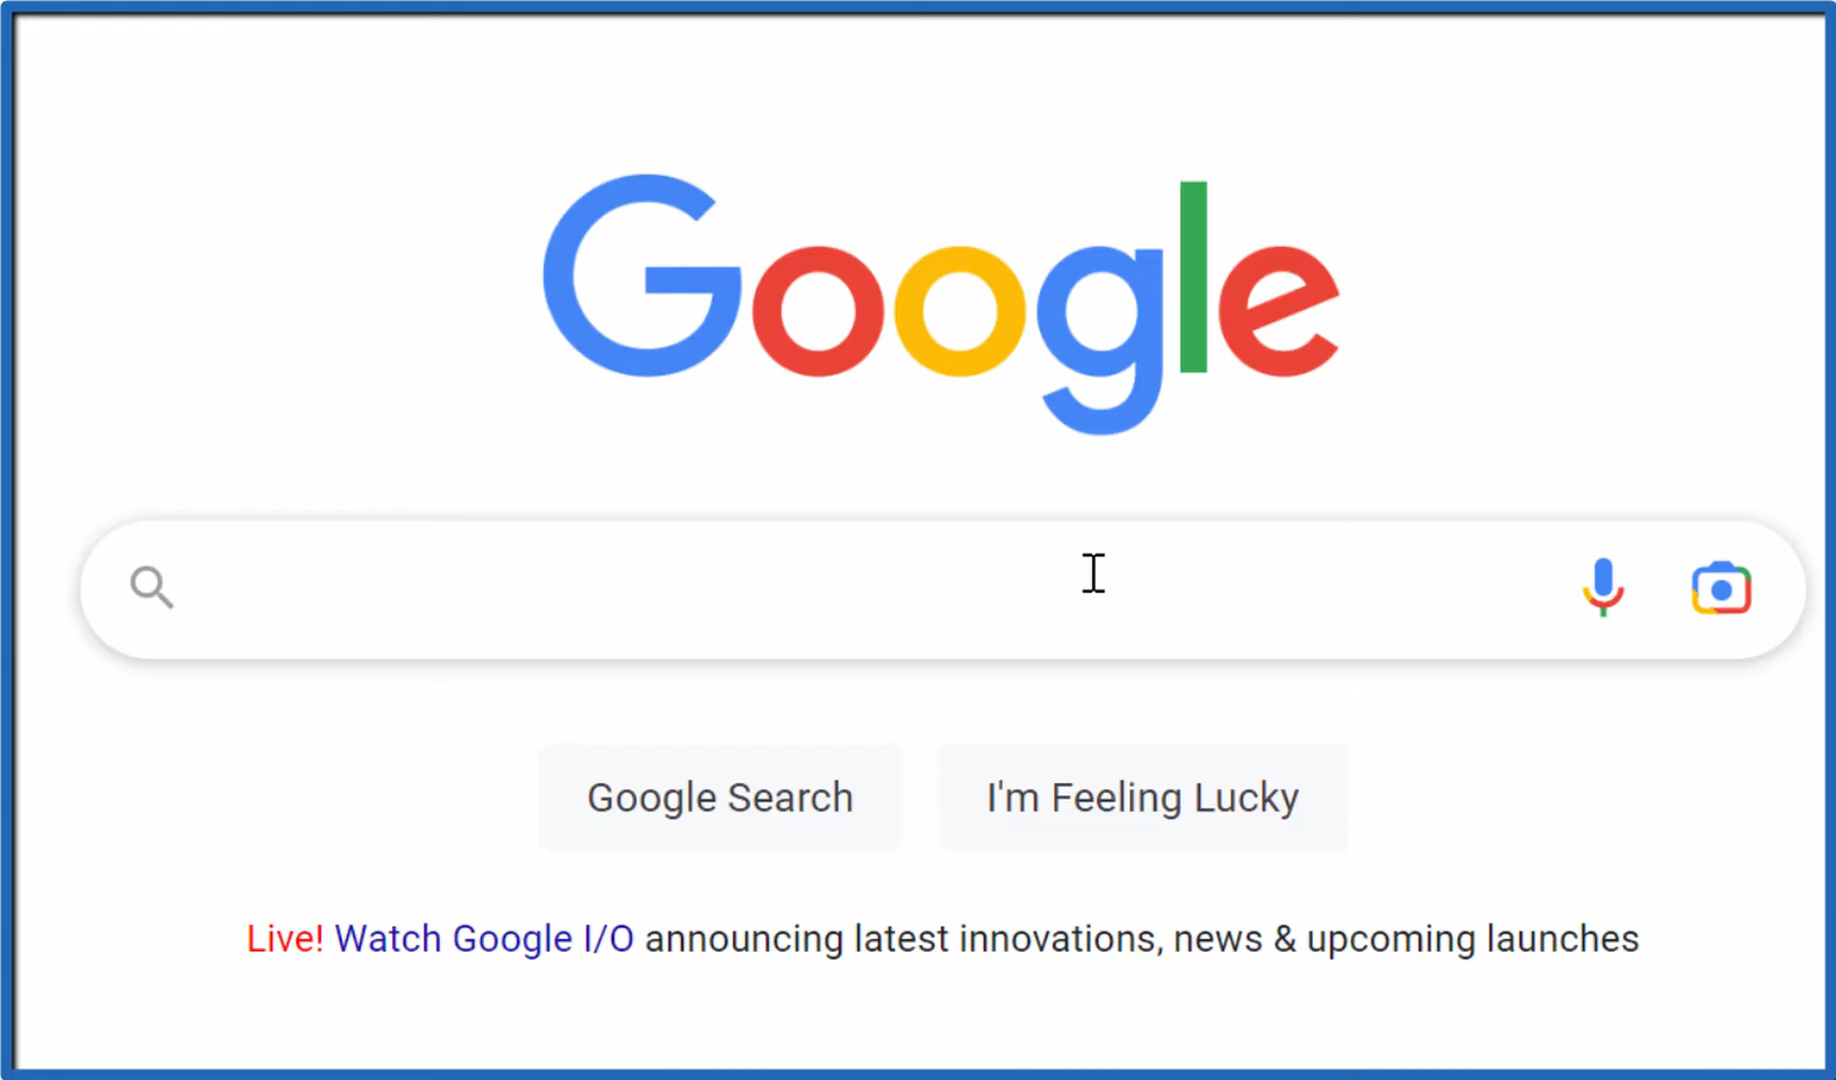 Google
Google Search
I'm Feeling Lucky
Live! Watch Google I/O announcing latest innovations, news & upcoming launches